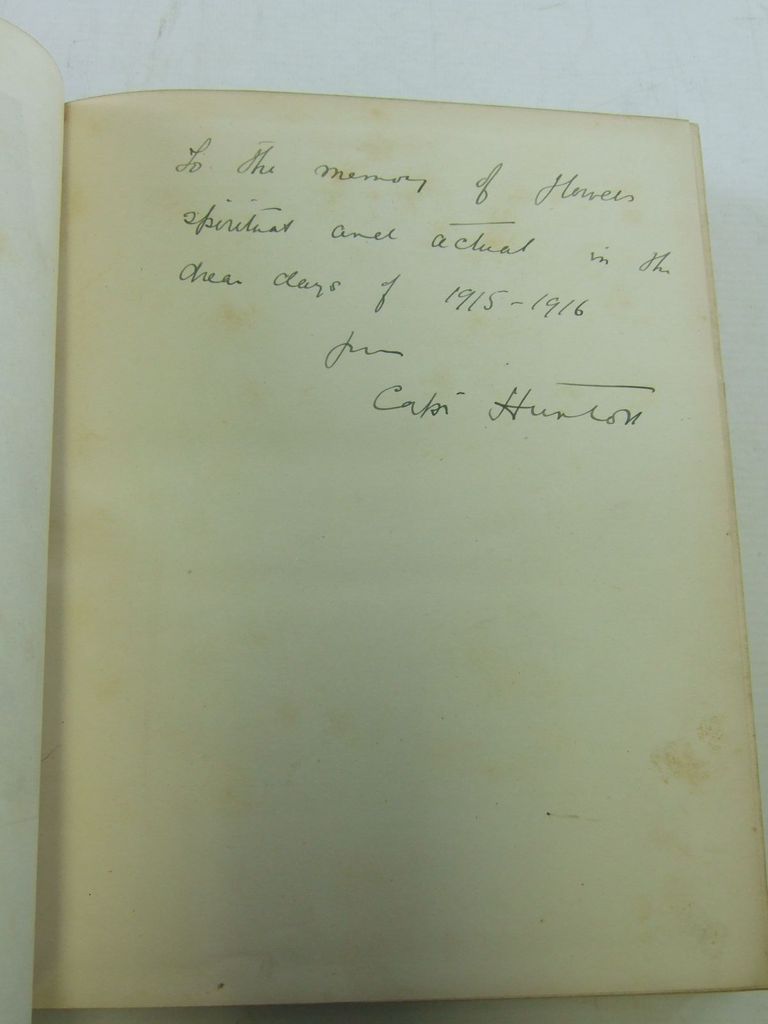 To the memory of flowers
spiritual and actual in the
drear days of 1915-1916
from
Capt Hunton